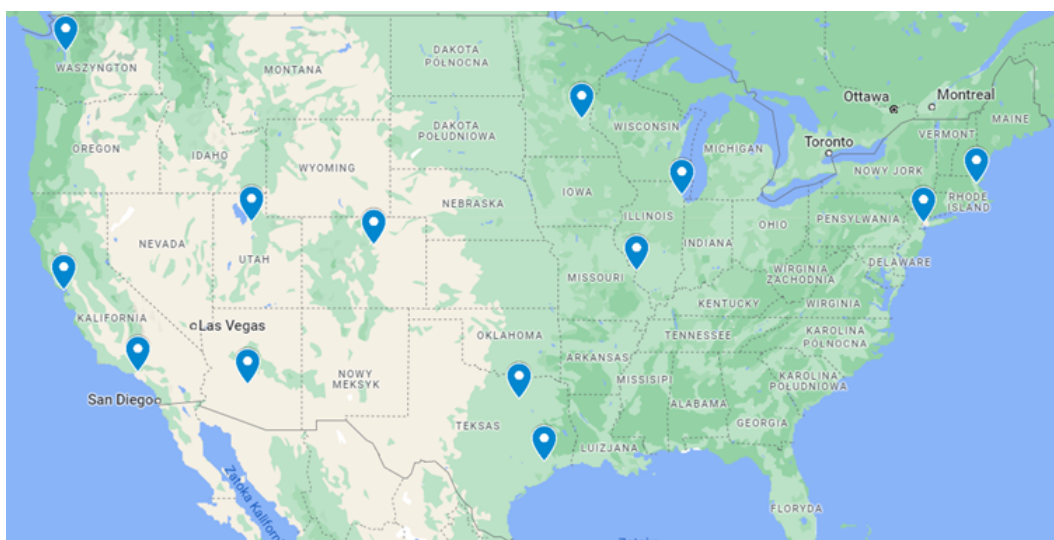 WASZYNGTON
MONTANA
DAKOTA
PÓŁNOCNA
DAKOTA
POŁUDNIOWA
OREGON
IDAHO
WYOMING
WISCONSIN
MICHIGAN
Ottawa
Montreal
MAINE
VERMONT
Toronto
NOWY JORK
RHODE
ISLAND
NEBRASKA
IOWA
ILLINOIS
INDIANA
OHIO
PENSYLWANIA
NEVADA
UTAH
MISSOURI
WIRGINIA
ZACHODNIA
DELAWARE
KENTUCKY
WIRGINIA
KALIFORNIA
Las Vegas
OKLAHOMA
TENNESSEE
KAROLINA
PÓŁNOCNA
ARKANSAS
NOWY
MEKSYK
MISSISIPI
KAROLINA
POŁUDNIOWA
San Diego
ALABAMA
GEORGIA
TEKSAS
LUIZJANA
Zatoka Kalifor
FLORYDA